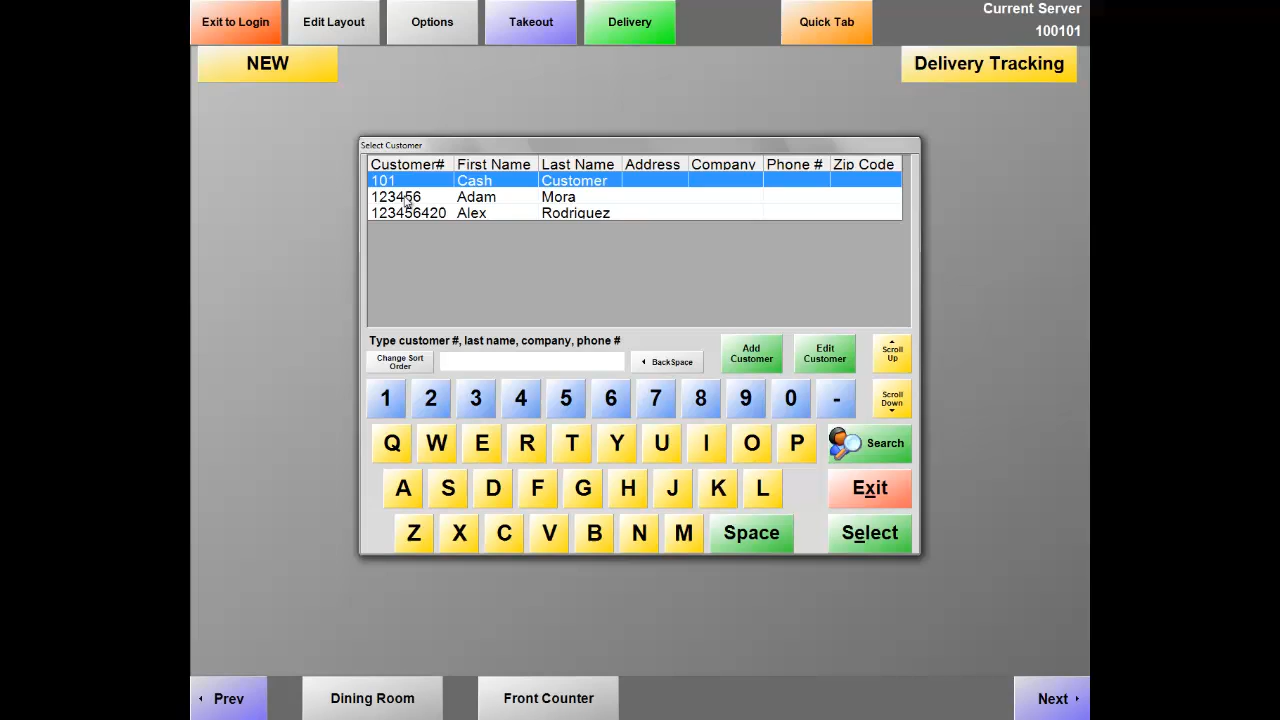 Exit to Login Edit Layout Options Takeout Delivery Quick Tab Current Server
100101
NEW Delivery Tracking
Select Customer
Customer# First Name Last Name Address Company Phone # Zip Code
101 Cash Customer
123456 Adam Mora
123456420 Alex Rodriguez
Type customer #, last name, company, phone #
Change Sort
Order
BackSpace
Add
Customer
Edit
Customer
Scroll
Up
1 2 3 4 5 6 7 8 9 0 -
Scroll
Down
Q W E R T Y U I O P Search
A S D F G H J K L Exit
Z X C V B N M Space Select
Prev Dining Room Front Counter Next